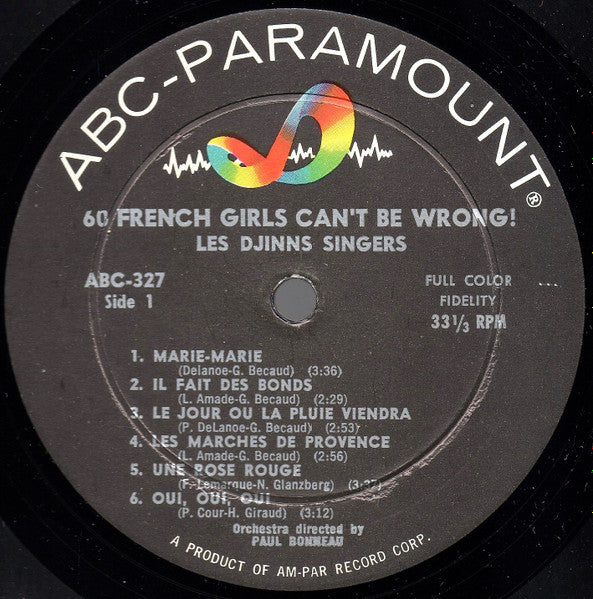 ABC-PARAMOUNT®
60 FRENCH GIRLS CAN'T BE WRONG!
LES DJINNS SINGERS
ABC-327
Side 1
FULL COLOR ...
FIDELITY
33 1/3 RPM
1. MARIE-MARIE
(Delanoe-G. Becaud) (3:36)
2. IL FAIT DES BONDS
(L. Amade-G. Becaud) (2:29)
3. LE JOUR OU LA PLUIE VIENDRA
(P. DeLanoe-G. Becaud) (2:53)
4. LES MARCHES DE PROVENCE
(L. Amade-G. Becaud) (2:56)
5. UNE ROSE ROUGE
(F. Lemarque-N. Glanzberg)
6. OUI, OUI, OUI
(P. Cour-H. Giraud) (3:12)
Orchestra directed by
PAUL BONNEAU
A PRODUCT OF AM-PAR RECORD CORP.